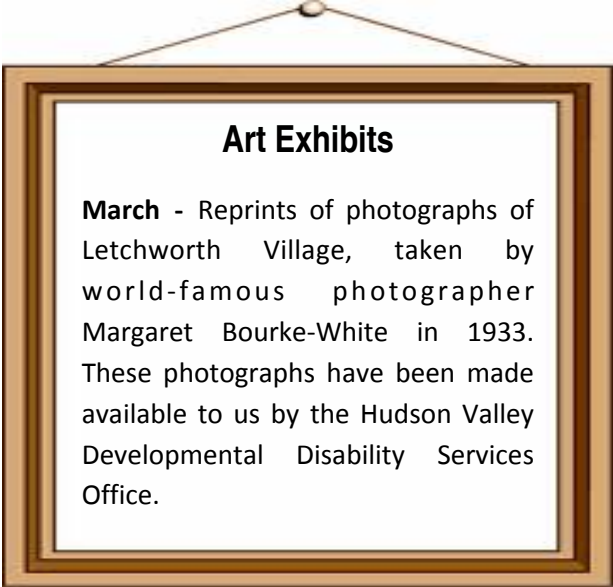 Art Exhibits
March - Reprints of photographs of
Letchworth Village, taken by
world-famous photographer
Margaret Bourke-White in 1933.
These photographs have been made
available to us by the Hudson Valley
Developmental Disability Services
Office.